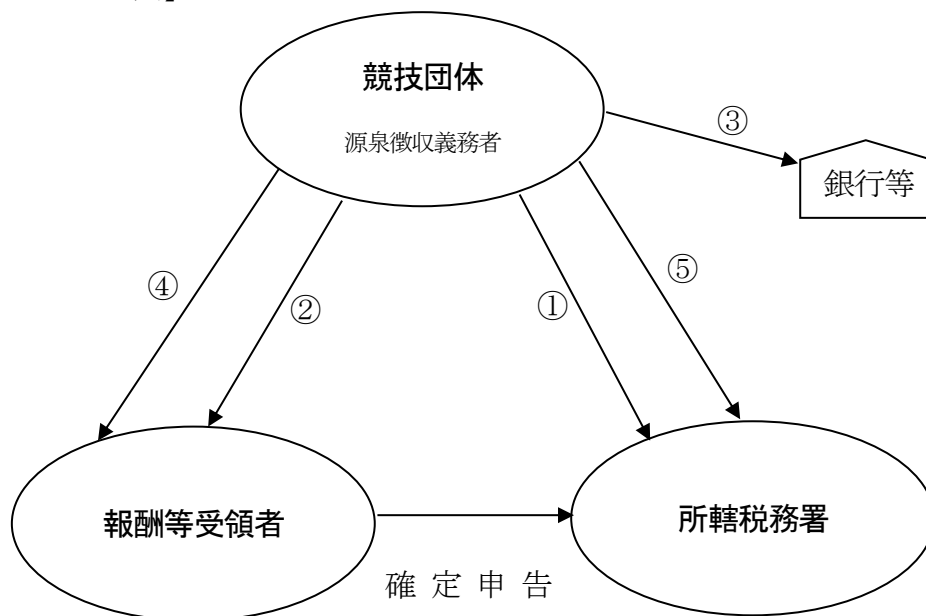 競技団体
源泉徴収義務者
③
銀行等
④
②
①
⑤
報酬等受領者
所轄税務署
確 定 申 告